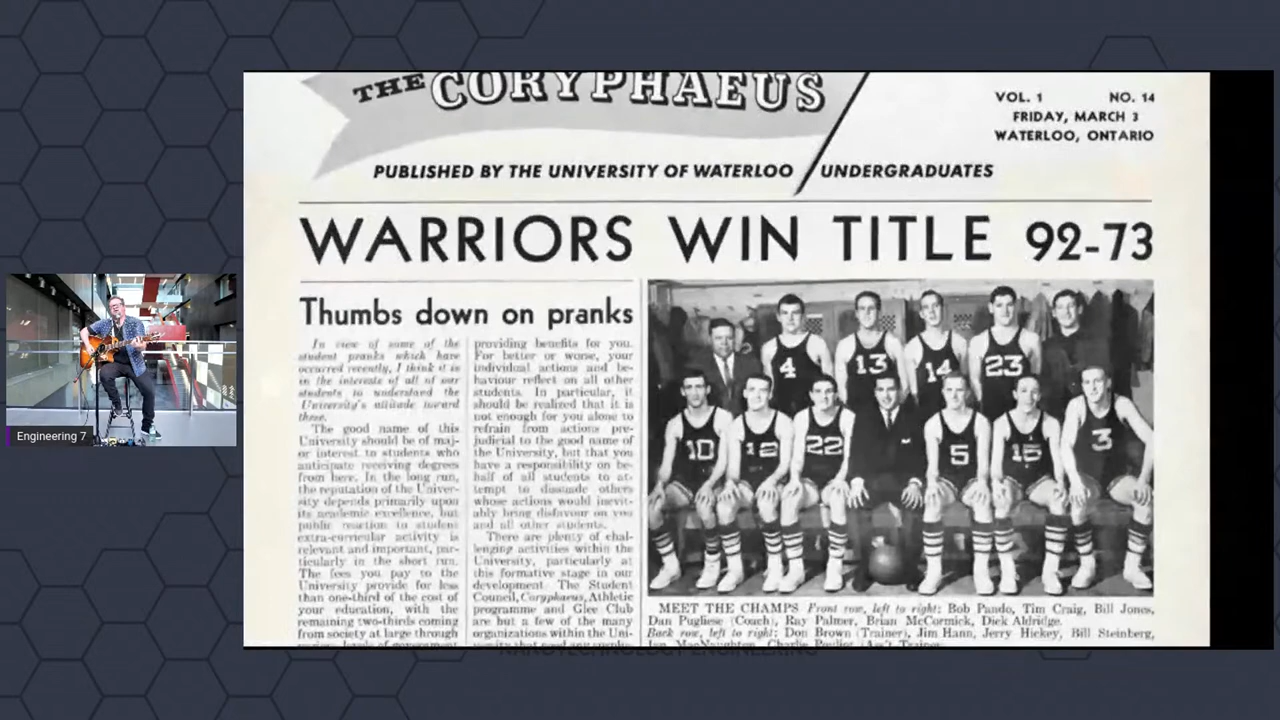 THE CORYPHAEUS
VOL. 1 NO. 14
FRIDAY, MARCH 3
WATERLOO, ONTARIO
PUBLISHED BY THE UNIVERSITY OF WATERLOO / UNDERGRADUATES
WARRIORS WIN TITLE 92-73
Thumbs down on pranks
In view of some of the
student pranks which have
occurred recently, I think it is
in the interests of all of our
students to understand the
University's attitude toward
these.
The good name of this
University should be of maj-
or interest to students who
anticipate receiving degrees
from here. In the long run,
the reputation of the Univer-
sity depends primarily upon
its academic excellence, but
public reaction to student
extra-curricular activity is
relevant and important, par-
ticularly in the short run.
The fees you pay to the
University provide for less
than one-third of the cost of
your education, with the
remaining two-thirds coming
from society at large through
providing benefits for you.
For better or worse, your
individual actions and be-
haviour reflect on all other
students. In particular, it
should be realized that it is
not enough for you alone to
refrain from actions pre-
judicial to the good name of
the University, but that you
have a responsibility on be-
half of all students to at-
tempt to dissuade others
whose actions would inevit-
ably bring disfavour on you
and all other students.
There are plenty of chal-
lenging activities within the
University, particularly at
this formative stage in our
development. The Student
Council, Coryphaeus, Athletic
programme and Glee Club
are but a few of the many
organizations within the Uni-
4
13
14
23
10
12
22
5
15
3
MEET THE CHAMPS Front row, left to right: Bob Pando, Tim Craig, Bill Jones,
Dan Pugliese (Coach), Ray Palmer, Brian McCormick, Dick Aldridge.
Back row, left to right: Don Brown (Trainer), Jim Hann, Jerry Hickey, Bill Steinberg,
Engineering 7